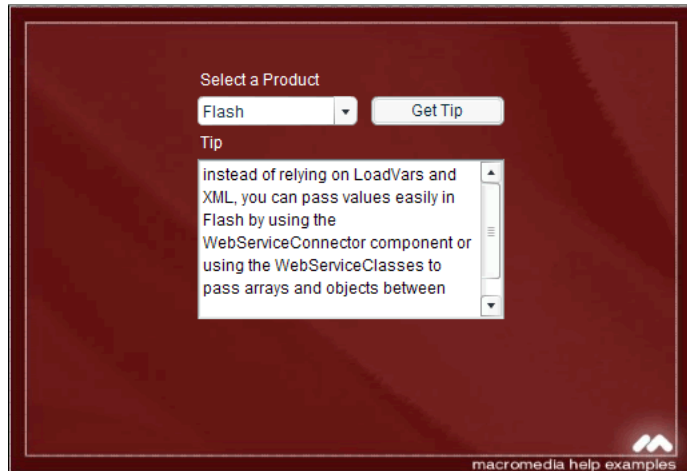 Select a Product
Flash
Get Tip
Tip
instead of relying on LoadVars and
XML, you can pass values easily in
Flash by using the
WebServiceConnector component or
using the WebServiceClasses to
pass arrays and objects between
macromedia help examples